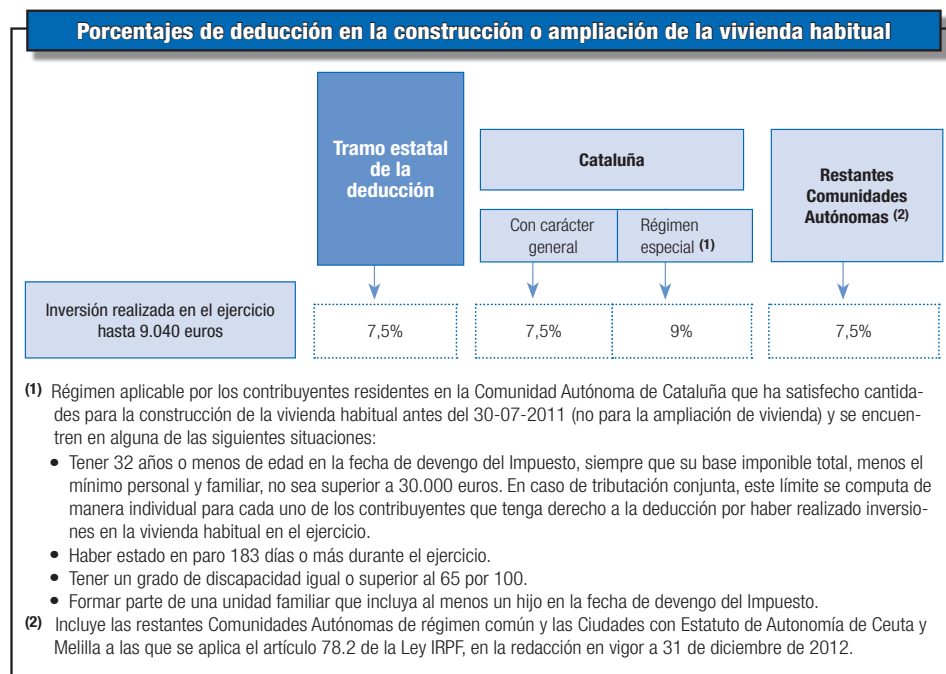 Porcentajes de deducción en la construcción o ampliación de la vivienda habitual
Tramo estatal
de la
deducción
Cataluña
Restantes
Comunidades
Autónomas (2)
Con carácter
general
Régimen
especial (1)
Inversión realizada en el ejercicio
hasta 9.040 euros
7,5%
7,5%
9%
7,5%
(1) Régimen aplicable por los contribuyentes residentes en la Comunidad Autónoma de Cataluña que ha satisfecho cantida-
des para la construcción de la vivienda habitual antes del 30-07-2011 (no para la ampliación de vivienda) y se encuen-
tren en alguna de las siguientes situaciones:
• Tener 32 años o menos de edad en la fecha de devengo del Impuesto, siempre que su base imponible total, menos el
mínimo personal y familiar, no sea superior a 30.000 euros. En caso de tributación conjunta, este límite se computa de
manera individual para cada uno de los contribuyentes que tenga derecho a la deducción por haber realizado inversio-
nes en la vivienda habitual en el ejercicio.
• Haber estado en paro 183 días o más durante el ejercicio.
• Tener un grado de discapacidad igual o superior al 65 por 100.
• Formar parte de una unidad familiar que incluya al menos un hijo en la fecha de devengo del Impuesto.
(2) Incluye las restantes Comunidades Autónomas de régimen común y las Ciudades con Estatuto de Autonomía de Ceuta y
Melilla a las que se aplica el artículo 78.2 de la Ley IRPF, en la redacción en vigor a 31 de diciembre de 2012.